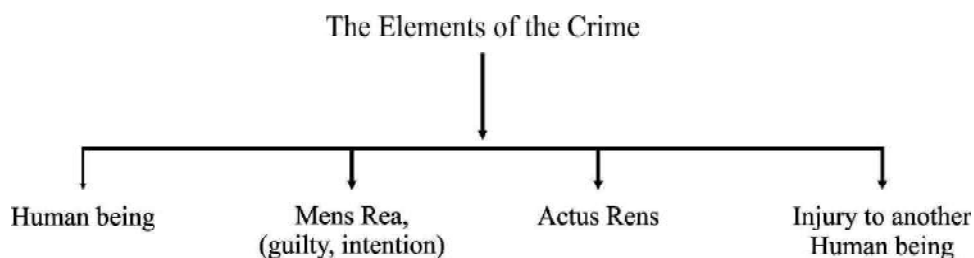 The Elements of the Crime
Human being
Mens Rea,
(guilty, intention)
Actus Rens
Injury to another
Human being